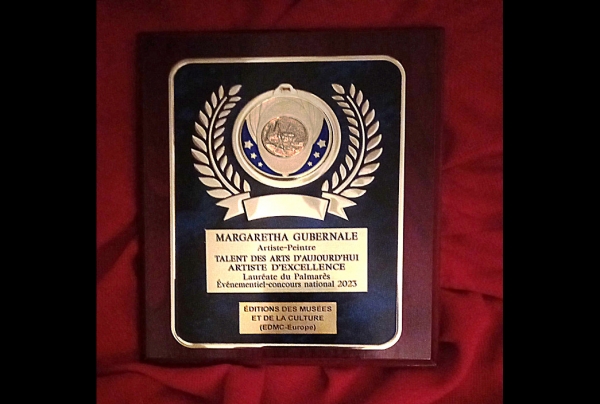 MARGARETHA GUBERNALE
Artiste-Peintre
TALENT DES ARTS D'AUJOURD'HUI
ARTISTE D'EXCELLENCE
Lauréate du Palmarès
Événementiel-concours national 2023
ÉDITIONS DES MUSÉES
ET DE LA CULTURE
(EDMC-Europe)